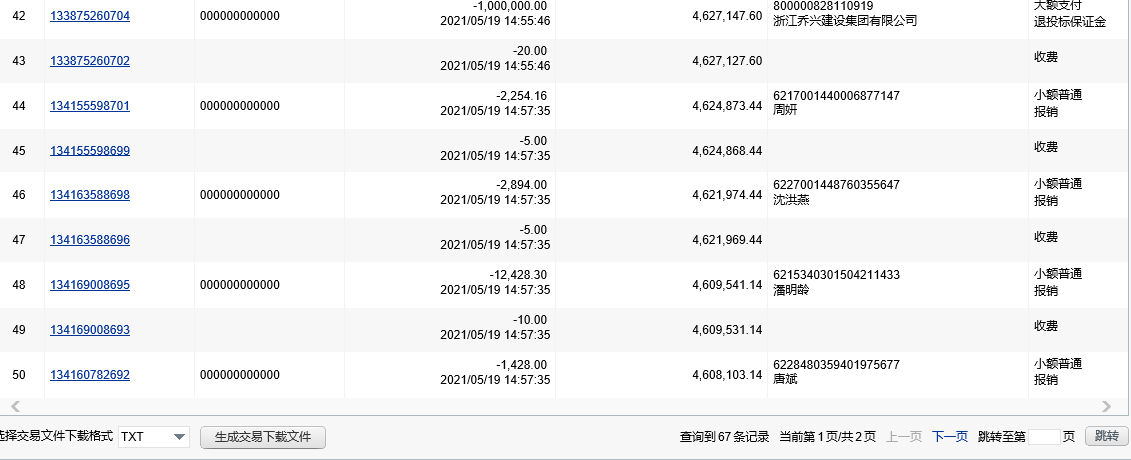 -1,000,000.00 800000828110919 大额支付
42 133875260704 000000000000 2021/05/19 14:55:46 4,627,147.60 浙江乔兴建设集团有限公司 退投标保证金
-20.00
43 133875260702 2021/05/19 14:55:46 4,627,127.60 收费
-2,254.16 6217001440006877147 小额普通
44 134155598701 000000000000 2021/05/19 14:57:35 4,624,873.44 周妍 报销
-5.00
45 134155598699 2021/05/19 14:57:35 4,624,868.44 收费
-2,894.00 6227001448760355647 小额普通
46 134163588698 000000000000 2021/05/19 14:57:35 4,621,974.44 沈洪燕 报销
-5.00
47 134163588696 2021/05/19 14:57:35 4,621,969.44 收费
-12,428.30 6215340301504211433 小额普通
48 134169008695 000000000000 2021/05/19 14:57:35 4,609,541.14 潘明龄 报销
-10.00
49 134169008693 2021/05/19 14:57:35 4,609,531.14 收费
-1,428.00 6228480359401975677 小额普通
50 134160782692 000000000000 2021/05/19 14:57:35 4,608,103.14 唐斌 报销
选择交易文件下载格式 TXT 生成交易下载文件 查询到67条记录 当前第1页/共2页 上一页 下一页 跳转至第 页 跳转